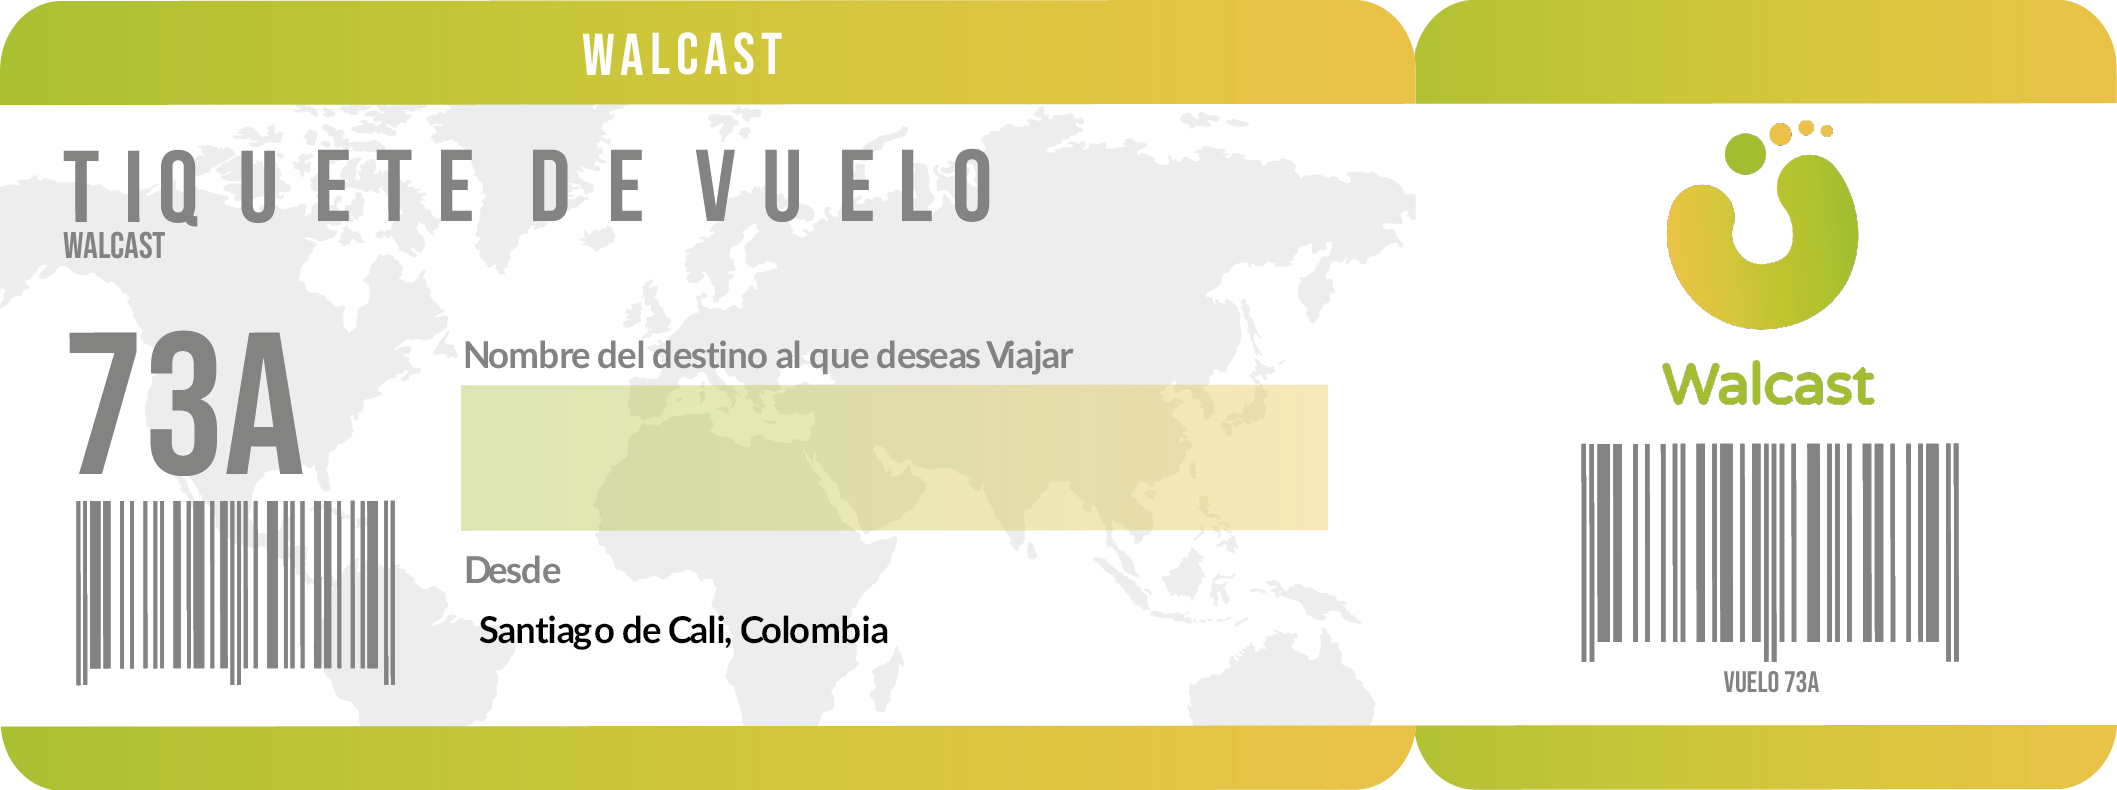 WALCAST
TIQUETE DE VUELO
WALCAST
73A
Nombre del destino al que deseas Viajar
Desde
Santiago de Cali, Colombia
Walcast
VUELO 73A